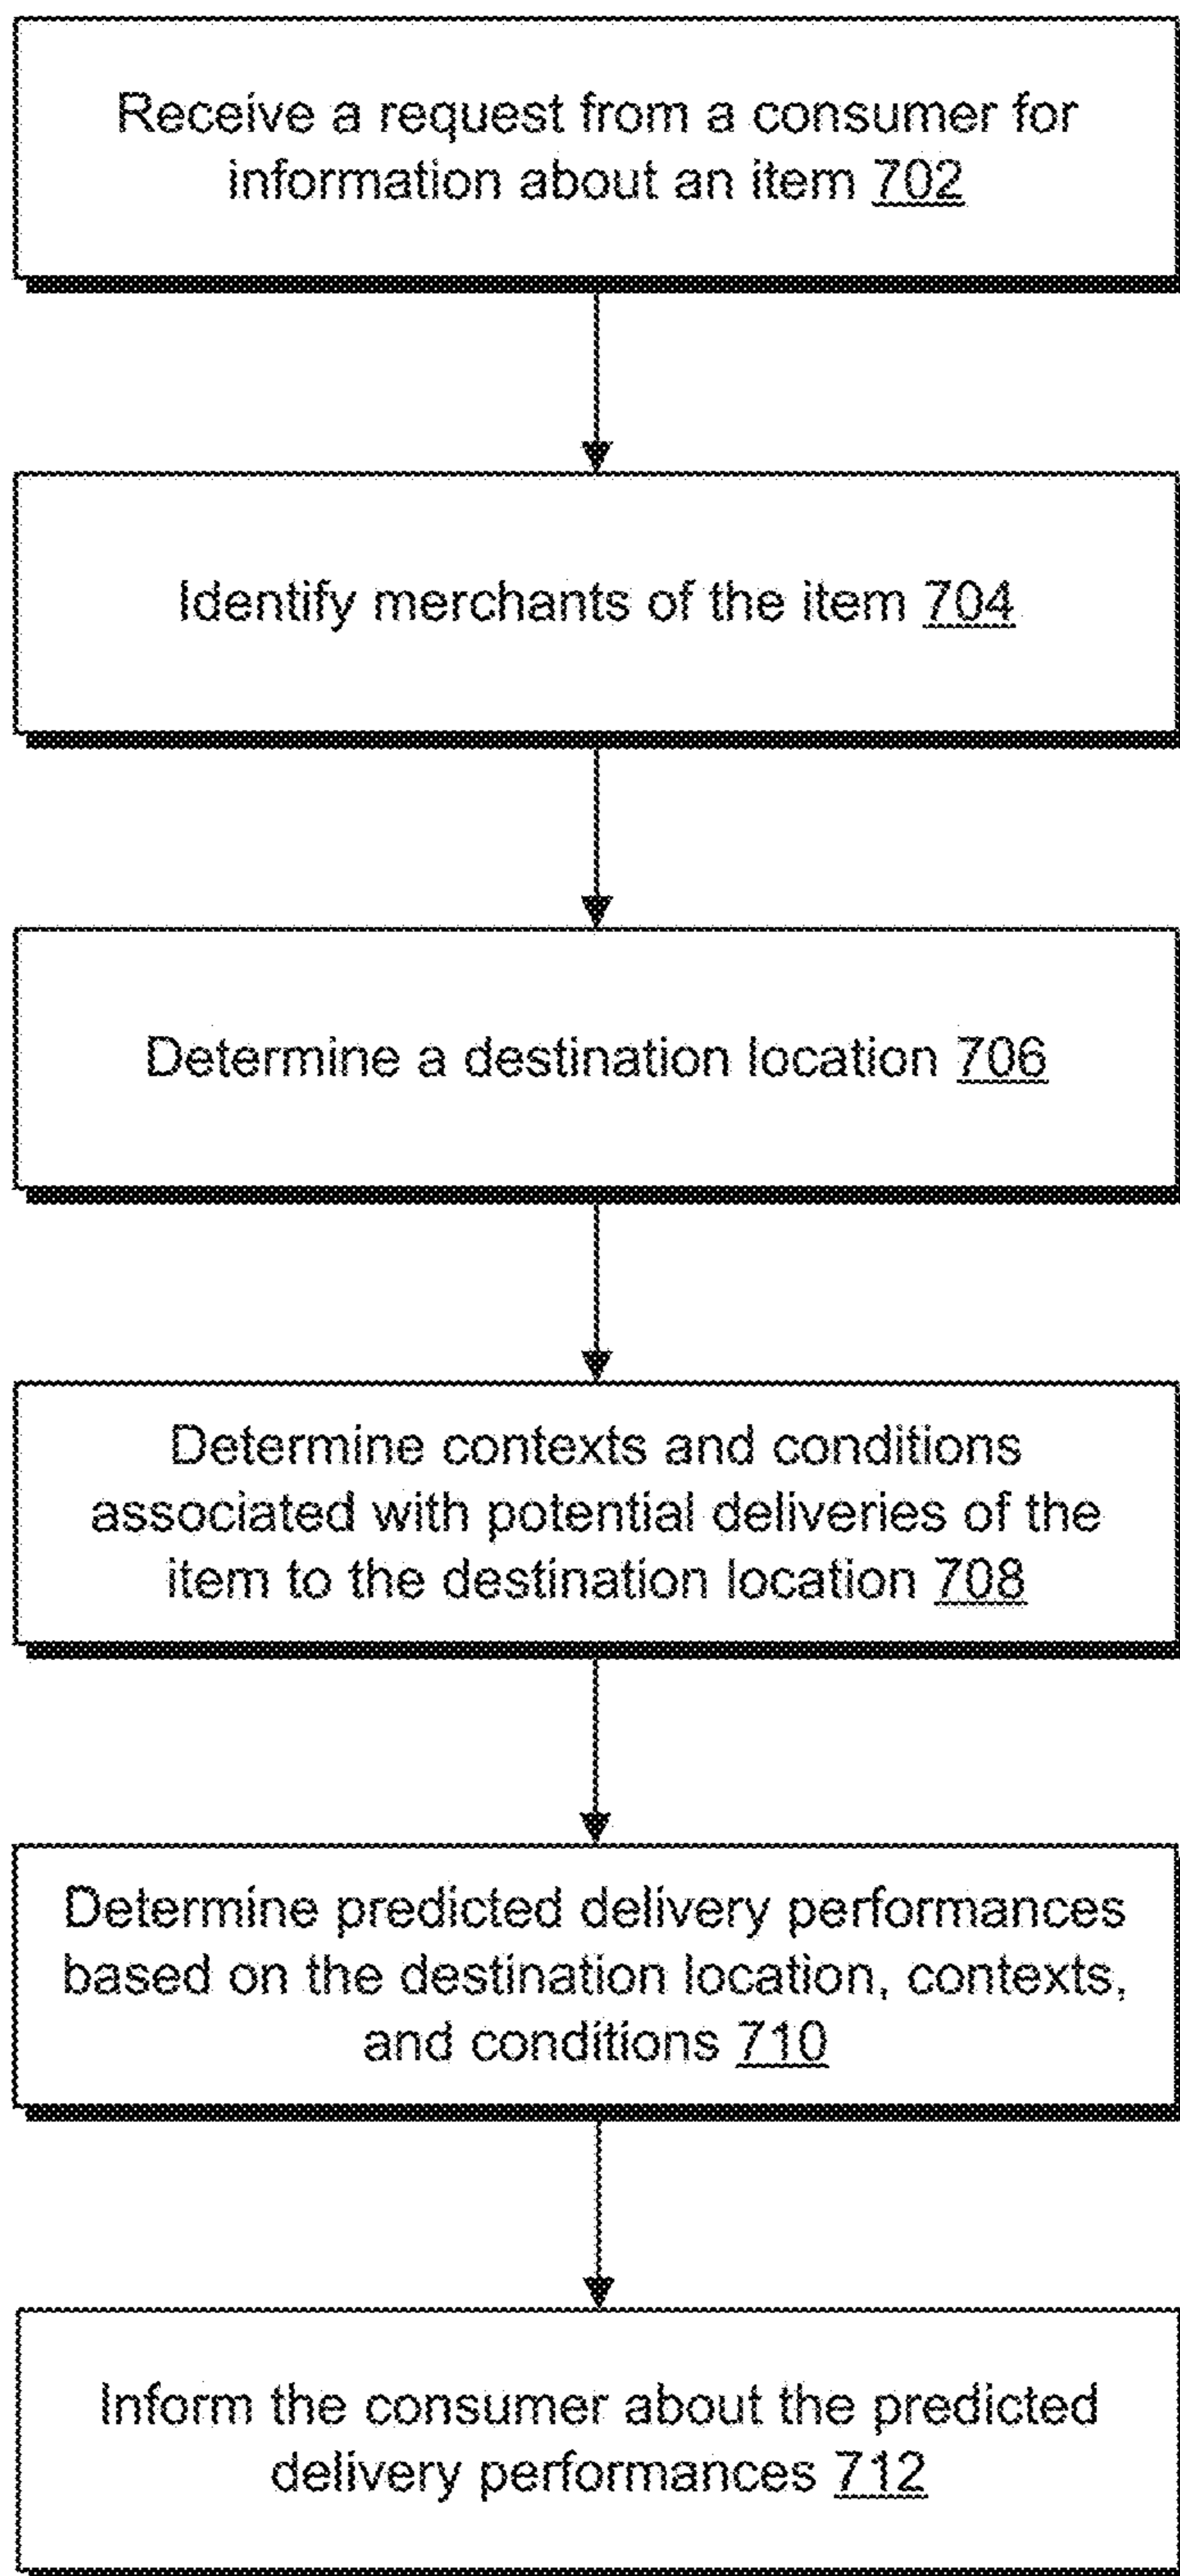 Receive a request from a consumer for
information about an item 702
Identify merchants of the item 704
Determine a destination location 706
Determine contexts and conditions
associated with potential deliveries of the
item to the destination location 708
Determine predicted delivery performances
based on the destination location, contexts,
and conditions 710
Inform the consumer about the predicted
delivery performances 712